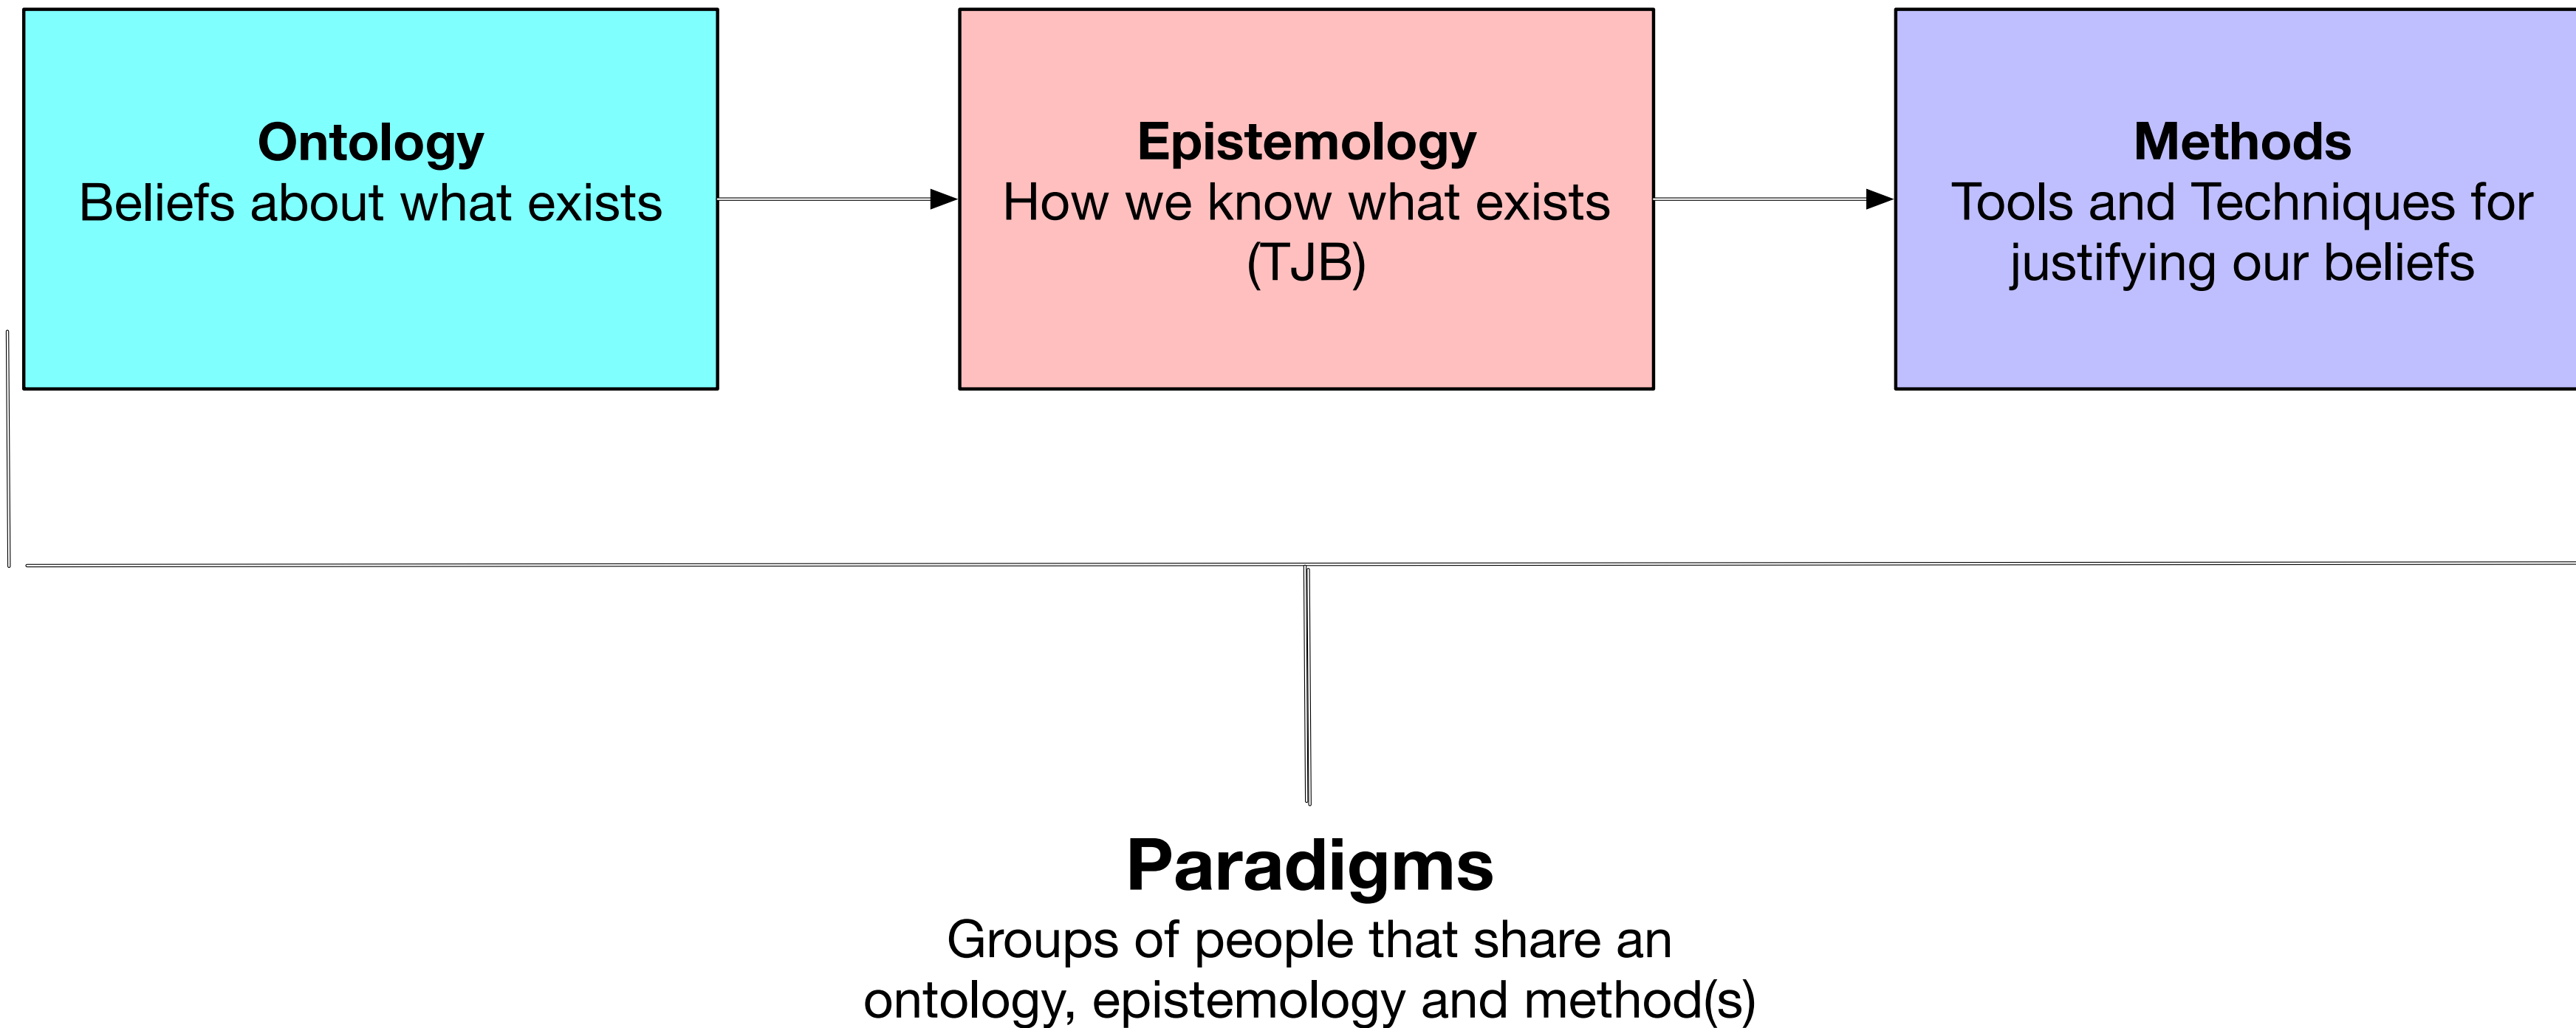 Ontology
Beliefs about what exists
Epistemology
How we know what exists
(TJB)
Methods
Tools and Techniques for
justifying our beliefs
Paradigms
Groups of people that share an
ontology, epistemology and method(s)